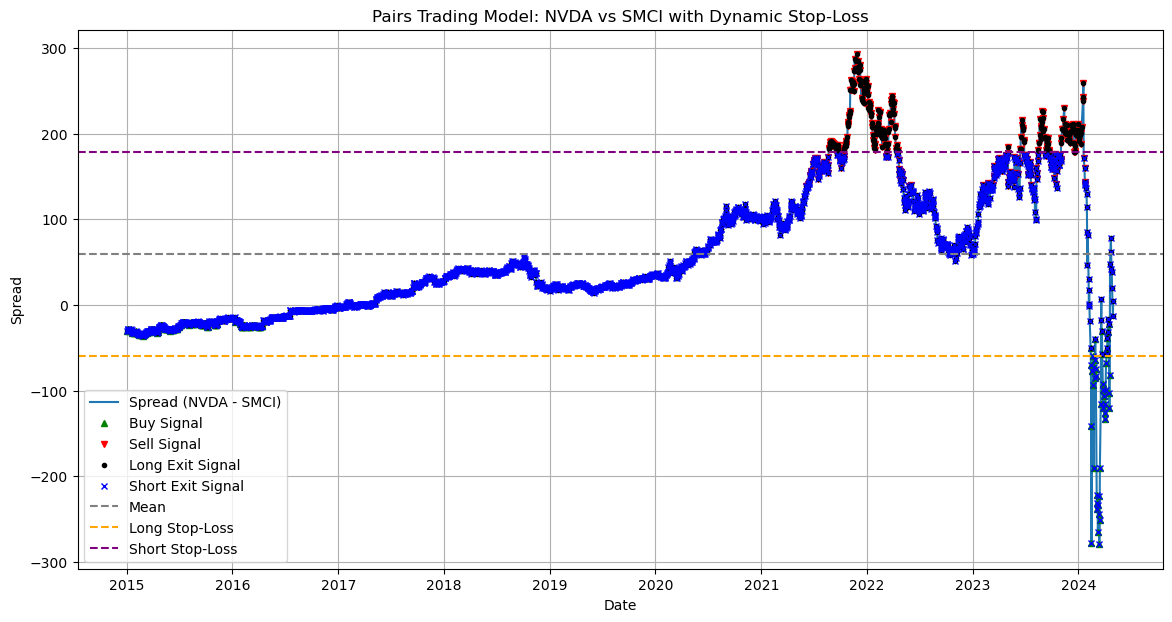 Pairs Trading Model: NVDA vs SMCI with Dynamic Stop-Loss
Spread
300
200
100
0
−100
−200
−300
Spread (NVDA - SMCI)
Buy Signal
Sell Signal
Long Exit Signal
Short Exit Signal
Mean
Long Stop-Loss
Short Stop-Loss
2015 2016 2017 2018 2019 2020 2021 2022 2023 2024
Date